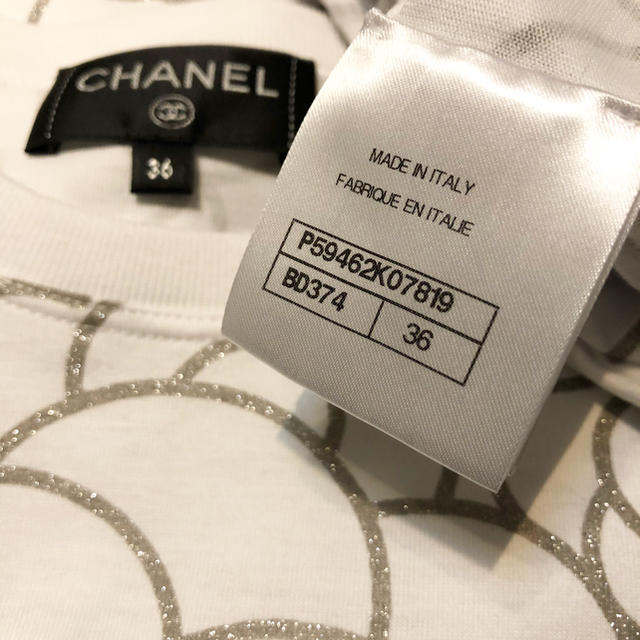 CHANEL
36
MADE IN ITALY
FABRIQUE EN ITALIE
P59462K07819
BD374 36